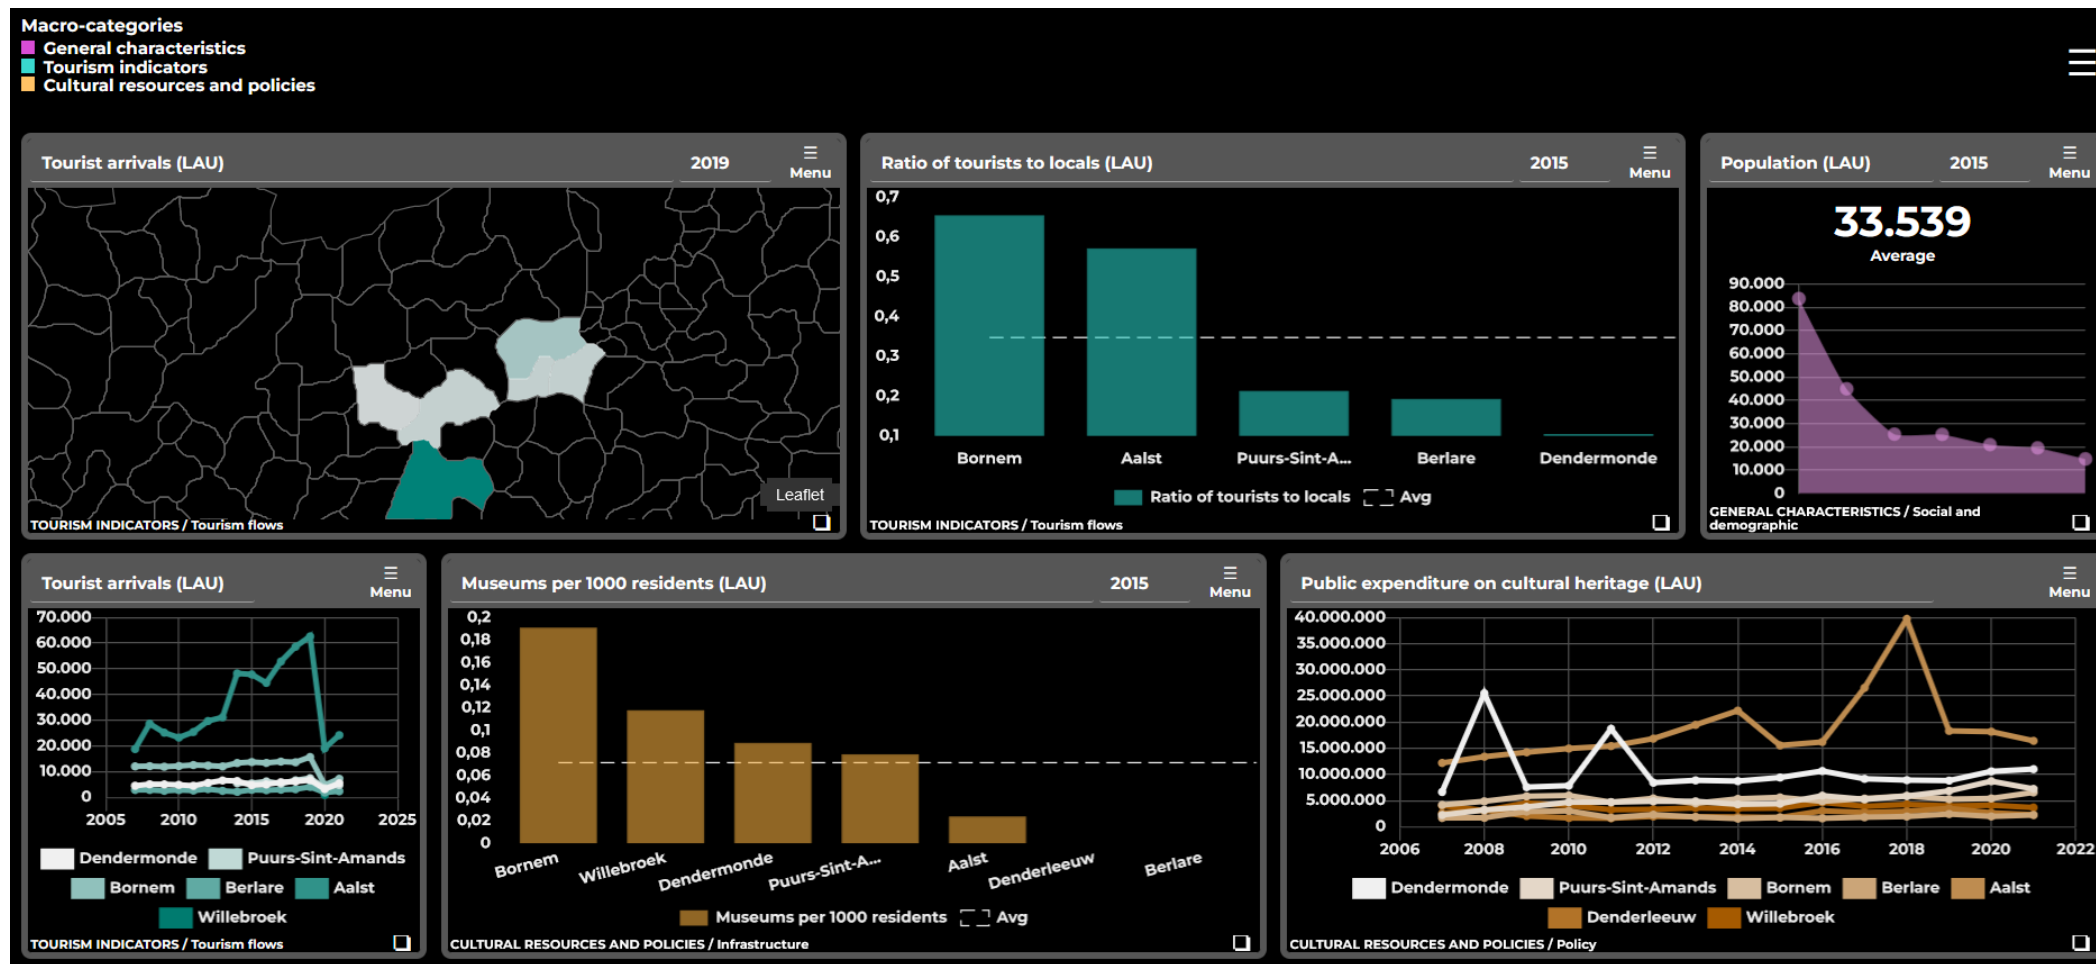 Macro-categories
General characteristics
Tourism indicators
Cultural resources and policies
Tourist arrivals (LAU) 2019 Menu
Leaflet
TOURISM INDICATORS / Tourism flows
Ratio of tourists to locals (LAU) 2015 Menu
0,7
0,6
0,5
0,4
0,3
0,2
0,1
Bornem Aalst Puurs-Sint-A... Berlare Dendermonde
Ratio of tourists to locals Avg
TOURISM INDICATORS / Tourism flows
Population (LAU) 2015 Menu
33.539
Average
90.000
80.000
70.000
60.000
50.000
40.000
30.000
20.000
10.000
0
GENERAL CHARACTERISTICS / Social and
demographic
Tourist arrivals (LAU) Menu
70.000
60.000
50.000
40.000
30.000
20.000
10.000
0
2005 2010 2015 2020 2025
Dendermonde Puurs-Sint-Amands
Bornem Berlare Aalst
Willebroek
TOURISM INDICATORS / Tourism flows
Museums per 1000 residents (LAU) 2015 Menu
0,2
0,18
0,16
0,14
0,12
0,1
0,08
0,06
0,04
0,02
0
Bornem Willebroek Dendermonde Puurs-Sint-A... Aalst Denderleeuw Berlare
Museums per 1000 residents Avg
CULTURAL RESOURCES AND POLICIES / Infrastructure
Public expenditure on cultural heritage (LAU) Menu
40.000.000
35.000.000
30.000.000
25.000.000
20.000.000
15.000.000
10.000.000
5.000.000
0
2006 2008 2010 2012 2014 2016 2018 2020 2022
Dendermonde Puurs-Sint-Amands Bornem Berlare Aalst
Denderleeuw Willebroek
CULTURAL RESOURCES AND POLICIES / Policy